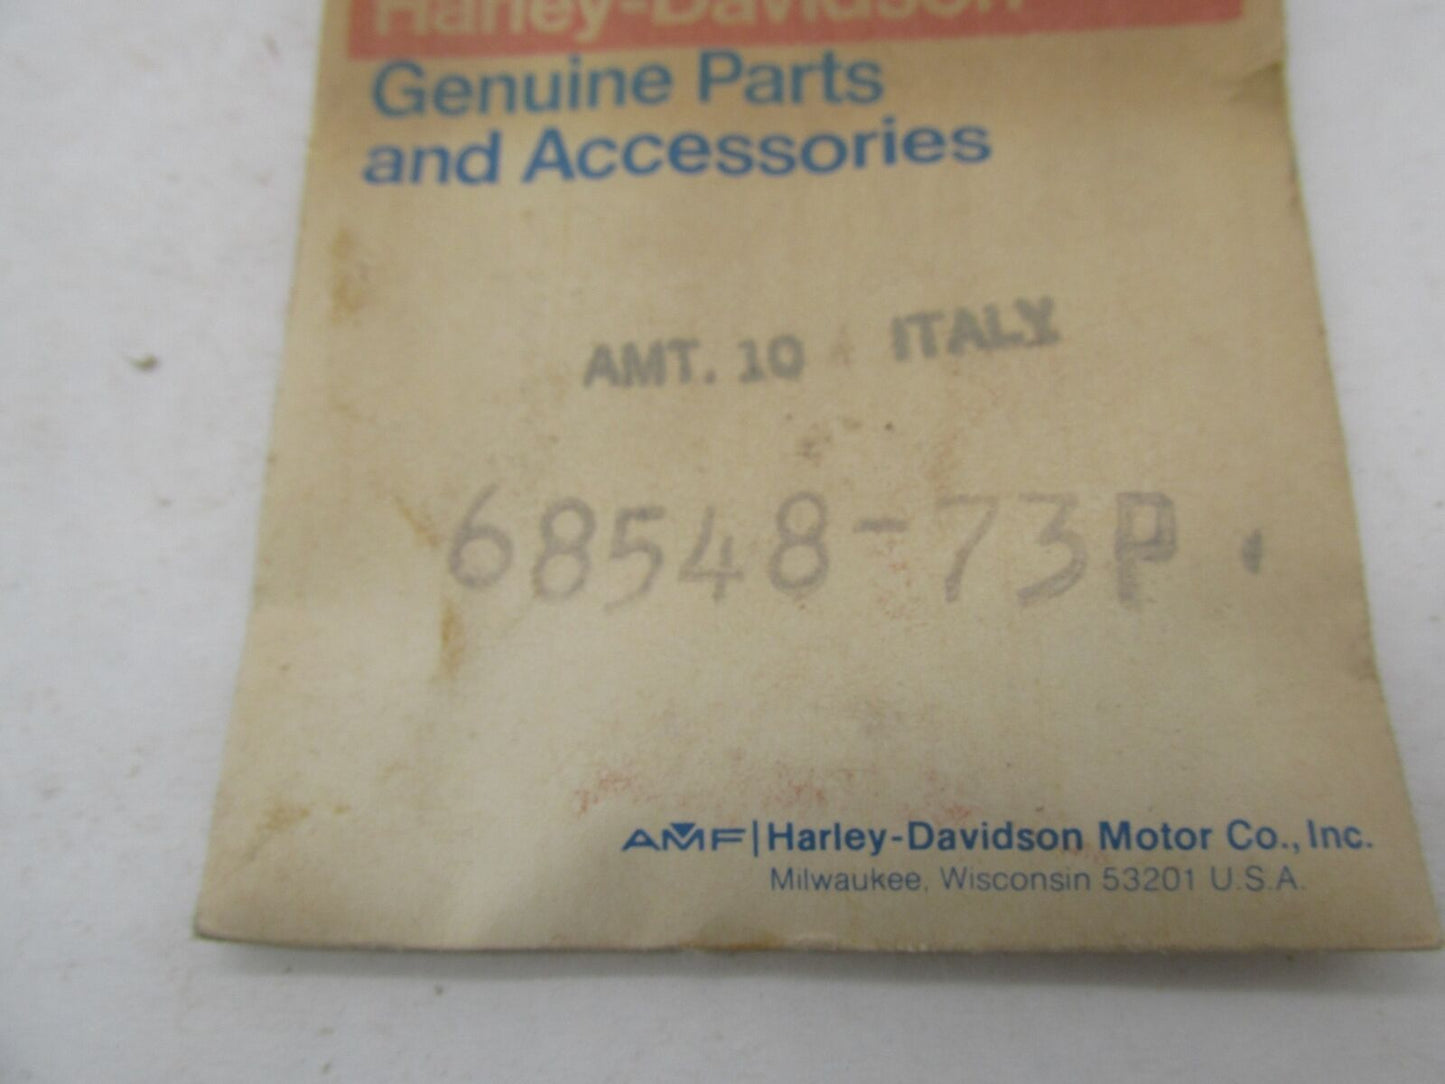 Harley-Davidson
Genuine Parts
and Accessories
AMT. 10 ITALY
68548-73P
AMF | Harley-Davidson Motor Co., Inc.
Milwaukee, Wisconsin 53201 U.S.A.